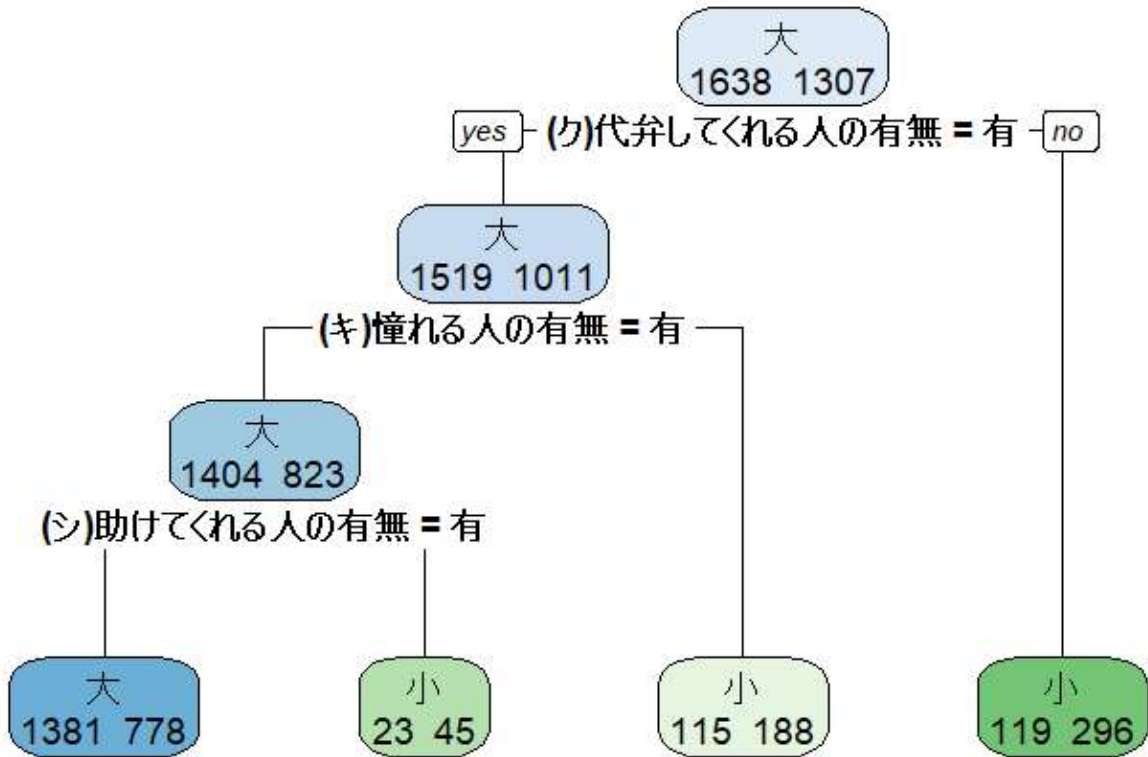 大
1638 1307
yes (ク)代弁してくれる人の有無 = 有 no
大
1519 1011
(キ)憧れる人の有無 = 有
大
1404 823
(シ)助けてくれる人の有無 = 有
大 小 小 小
1381 778 23 45 115 188 119 296